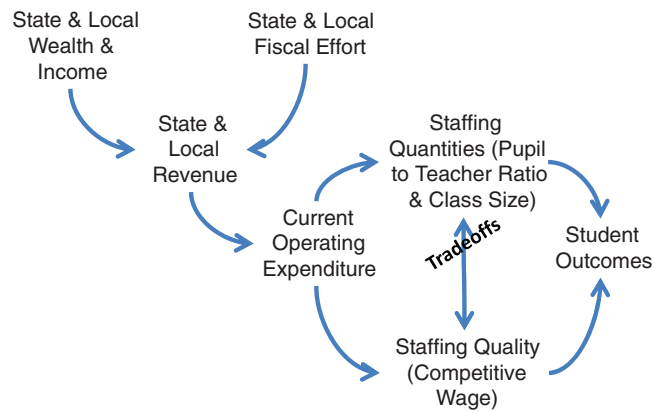 State & Local
Wealth &
Income
State & Local
Fiscal Effort
State &
Local
Revenue
Staffing
Quantities (Pupil
to Teacher Ratio
& Class Size)
Current
Operating
Expenditure
Tradeoffs
Student
Outcomes
Staffing Quality
(Competitive
Wage)